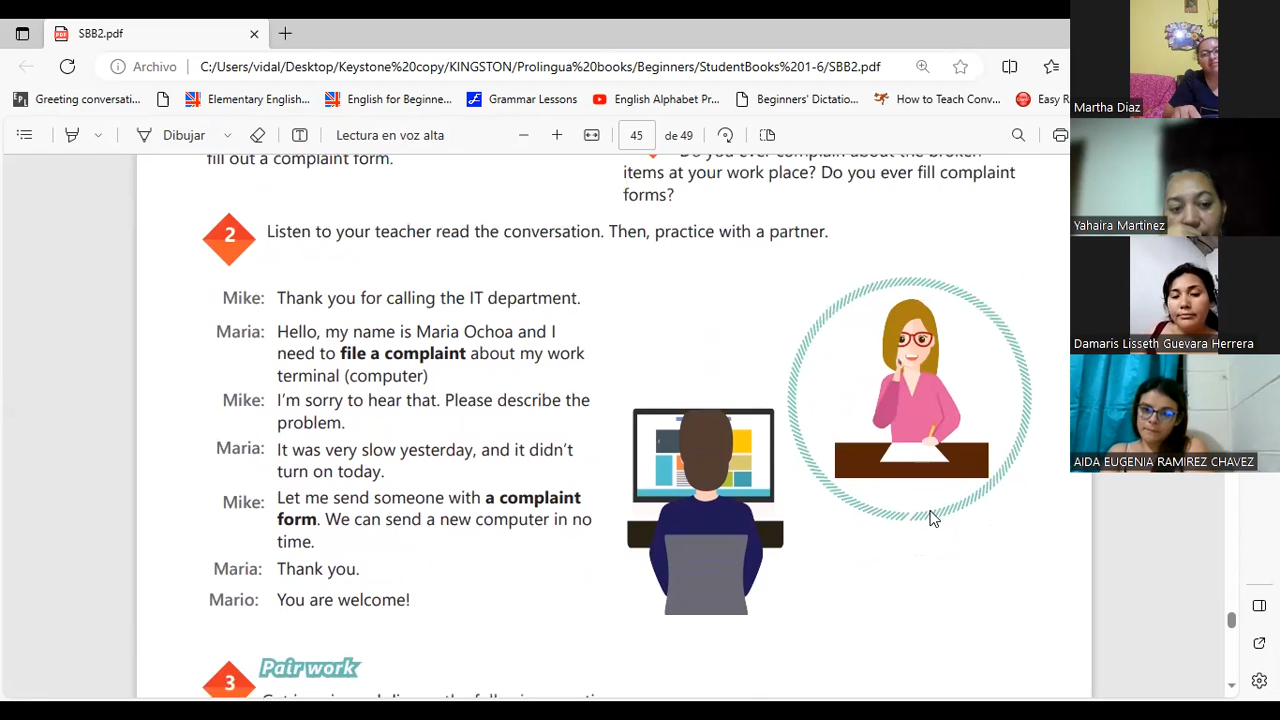 SBB2.pdf
Archivo
C:/Users/vidal/Desktop/Keystone%20copy/KINGSTON/Prolingua%20books/Beginners/StudentBooks%201-6/SBB2.pdf
Greeting conversati...
Elementary English...
English for Beginne...
Grammar Lessons
English Alphabet Pr...
Beginners' Dictatio...
How to Teach Conv...
Easy R
Dibujar
Lectura en voz alta
45
de 49
fill out a complaint form.
Do you ever complain about the broken
items at your work place? Do you ever fill complaint
forms?
2
Listen to your teacher read the conversation. Then, practice with a partner.
Mike: Thank you for calling the IT department.
Maria: Hello, my name is Maria Ochoa and I
need to file a complaint about my work
terminal (computer)
Mike: I'm sorry to hear that. Please describe the
problem.
Maria: It was very slow yesterday, and it didn't
turn on today.
Mike: Let me send someone with a complaint
form. We can send a new computer in no
time.
Maria: Thank you.
Mario: You are welcome!
3
Pair work
Martha Diaz
Yahaira Martinez
Damaris Lisseth Guevara Herrera
AIDA EUGENIA RAMIREZ CHAVEZ